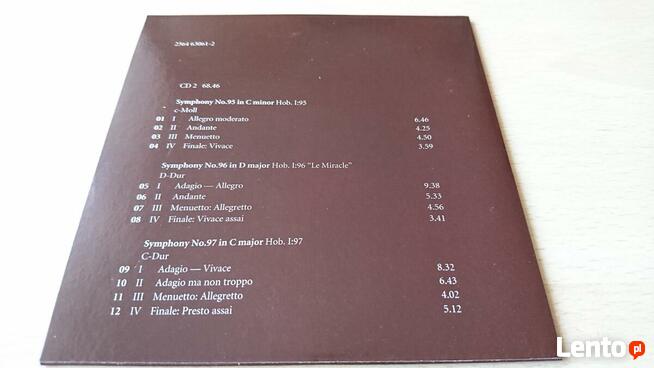 2564 63061-2
CD 2 68.46
Symphony No.95 in C minor Hob. I:95
c-Moll
01 I Allegro moderato 6.46
02 II Andante 4.25
03 III Menuetto 4.50
04 IV Finale: Vivace 3.59
Symphony No.96 in D major Hob. I:96 "Le Miracle"
D-Dur
05 I Adagio — Allegro 9.38
06 II Andante 5.33
07 III Menuetto: Allegretto 4.56
08 IV Finale: Vivace assai 3.41
Symphony No.97 in C major Hob. I:97
C-Dur
09 I Adagio — Vivace 8.32
10 II Adagio ma non troppo 6.43
11 III Menuetto: Allegretto 4.02
12 IV Finale: Presto assai 5.12
Lento pl